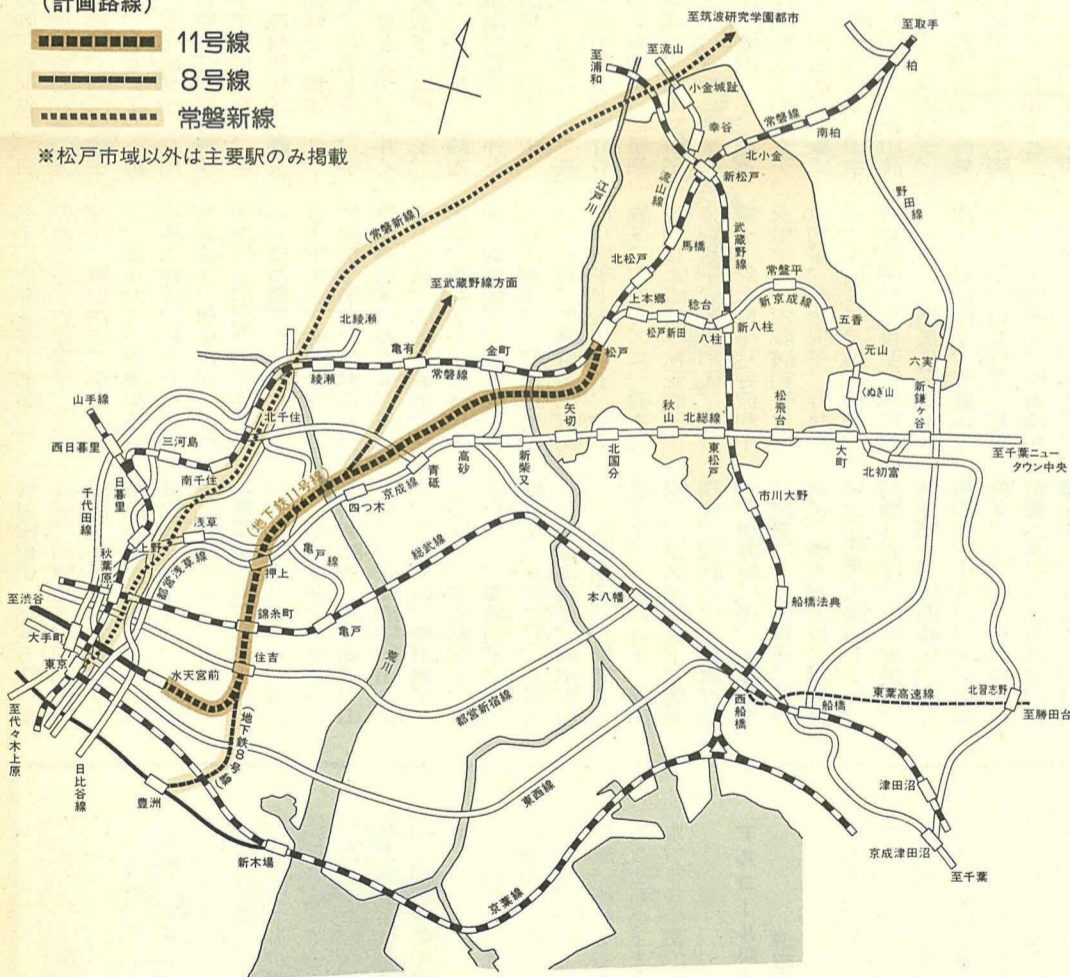 (計画路線)
11号線
8号線
常磐新線
※松戸市域以外は主要駅のみ掲載
至筑波研究学園都市
至取手
至流山
至浦和
柏
小金城趾
常磐線
南柏
幸谷
北小金
新松戸
流山線
江戸川
野田線
(常磐新線)
馬橋
武蔵野線
北松戸
常盤平
至武蔵野線方面
上本郷
稔台
新京成線
松戸新田
八柱
新八柱
五香
北綾瀬
亀有
金町
松戸
元山
六実
綾瀬
常磐線
くぬぎ山
新鎌ヶ谷
山手線
北千住
矢切
秋山
北総線
松飛台
西日暮里
三河島
高砂
新柴又
北国分
東松戸
大町
北初富
至千葉ニュー
タウン中央
南千住
日暮里
青砥
千代田線
京成線
(地下鉄11号線)
四つ木
市川大野
浅草
上野
亀戸線
総武線
秋葉原
都営浅草線
押上
至渋谷
本八幡
船橋法典
錦糸町
亀戸
大手町
住吉
荒川
東京
水天宮前
西船橋
東葉高速線
北習志野
都営新宿線
船橋
至勝田台
至代々木上原
(地下鉄8号線)
日比谷線
東西線
豊洲
津田沼
新木場
京成津田沼
至千葉
京葉線